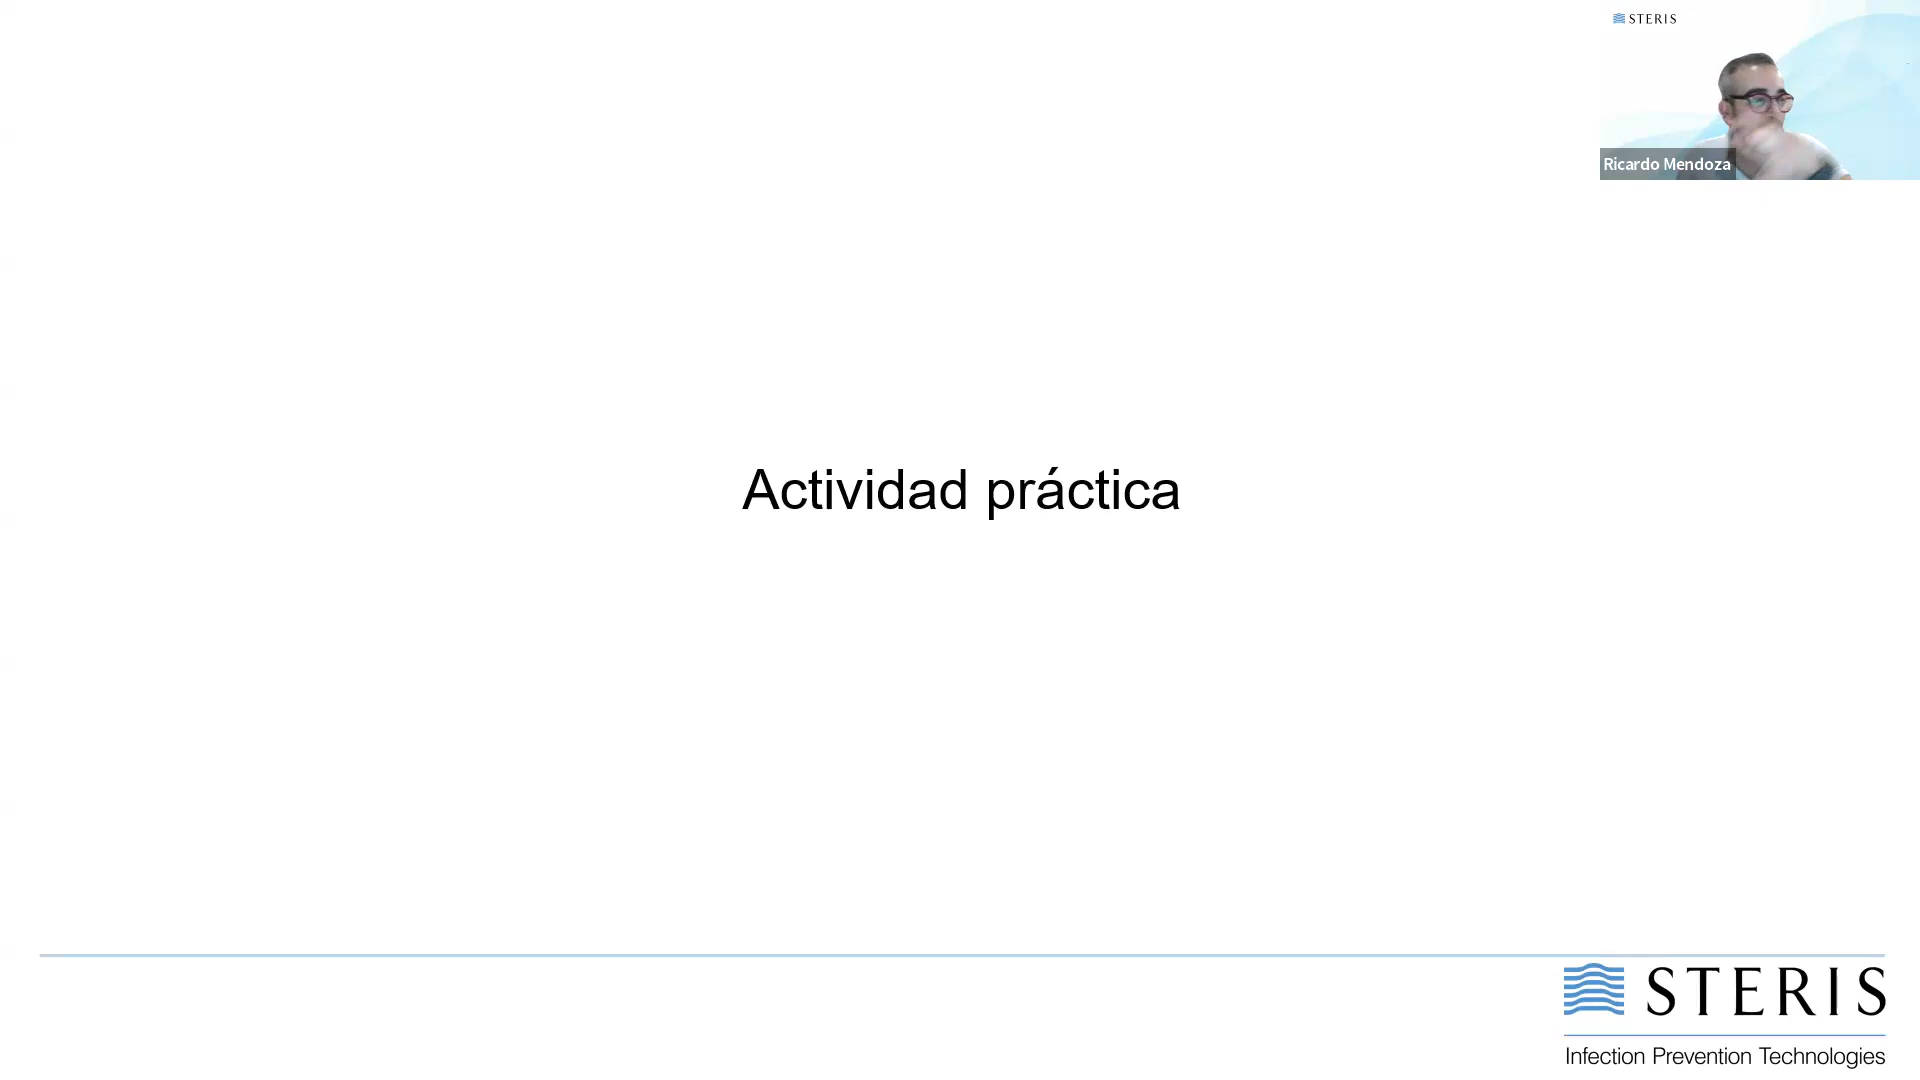 STERIS
Ricardo Mendoza
Actividad práctica
STERIS
Infection Prevention Technologies